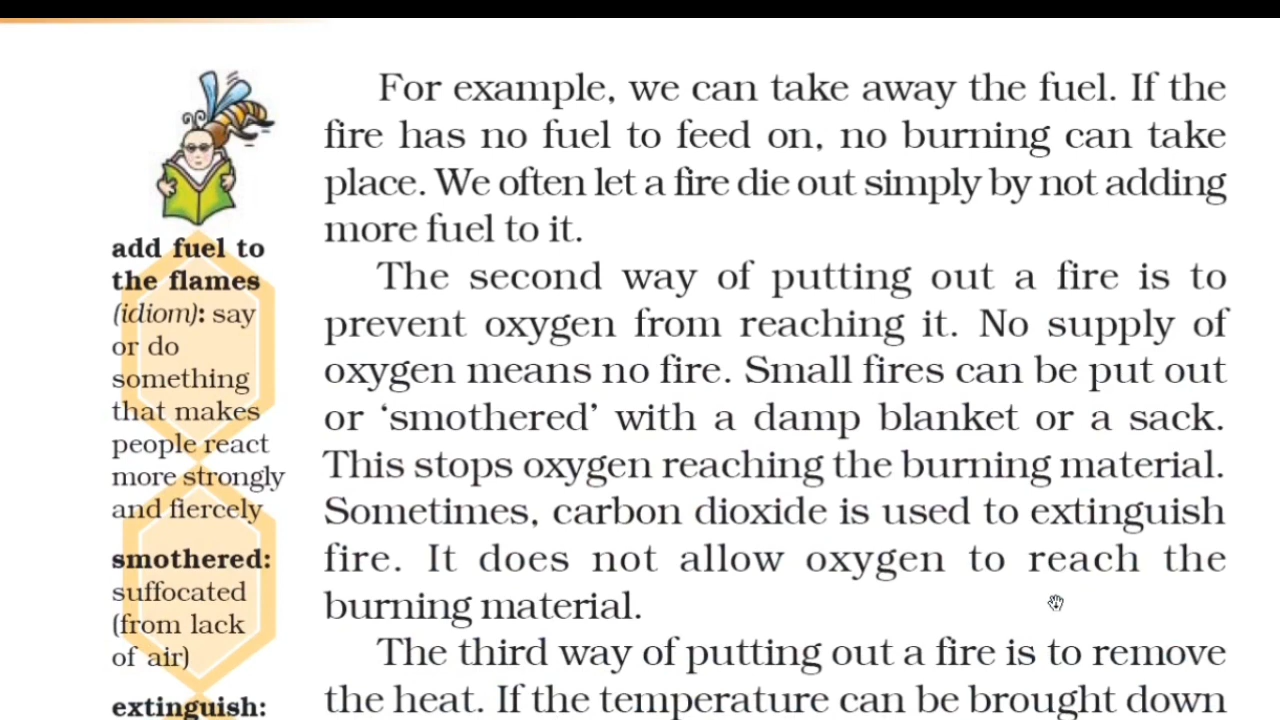 For example, we can take away the fuel. If the
fire has no fuel to feed on, no burning can take
place. We often let a fire die out simply by not adding
more fuel to it.
The second way of putting out a fire is to
prevent oxygen from reaching it. No supply of
oxygen means no fire. Small fires can be put out
or ‘smothered’ with a damp blanket or a sack.
This stops oxygen reaching the burning material.
Sometimes, carbon dioxide is used to extinguish
fire. It does not allow oxygen to reach the
burning material.
The third way of putting out a fire is to remove
the heat. If the temperature can be brought down
add fuel to
the flames
(idiom): say
or do
something
that makes
people react
more strongly
and fiercely
smothered:
suffocated
(from lack
of air)
extinguish: